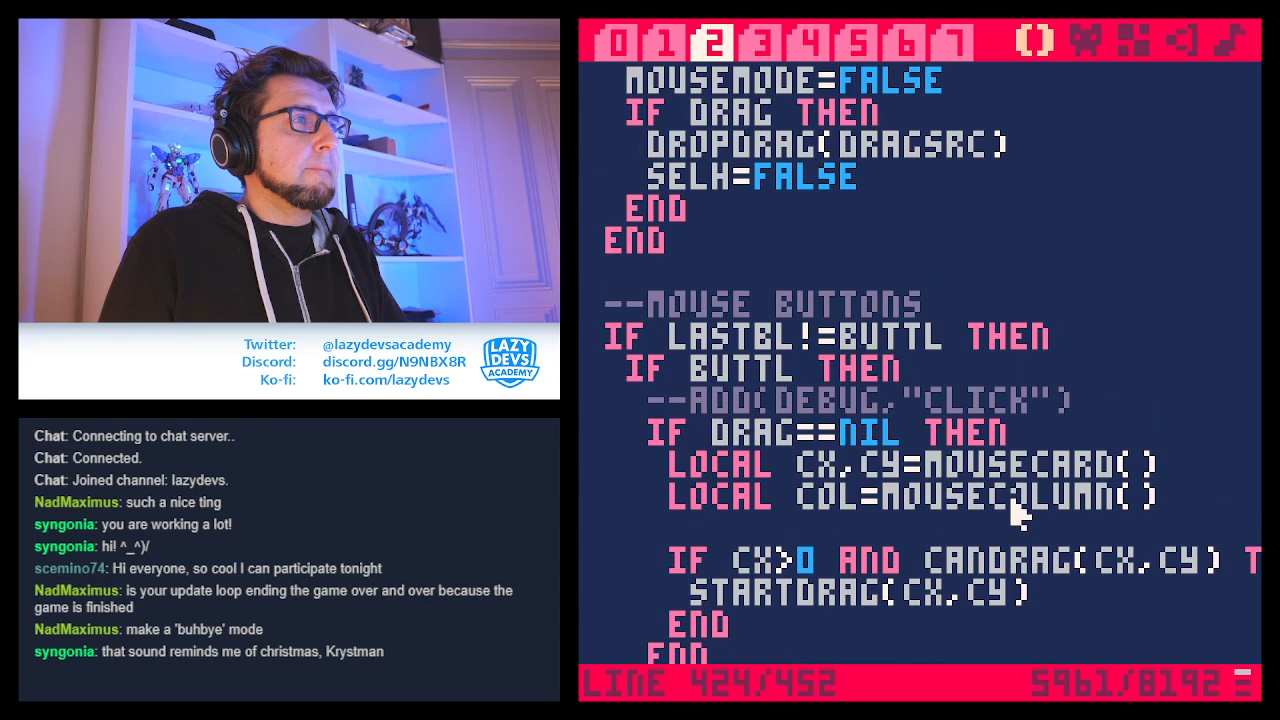 Twitter: @lazydevsacademy
Discord: discord.gg/N9NBX8R
Ko-fi: ko-fi.com/lazydevs
LAZY
DEVS
ACADEMY
Chat: Connecting to chat server..
Chat: Connected.
Chat: Joined channel: lazydevs.
NadMaximus: such a nice ting
syngonia: you are working a lot!
syngonia: hi! ^_^)/
scemino74: Hi everyone, so cool I can participate tonight
NadMaximus: is your update loop ending the game over and over because the
game is finished
NadMaximus: make a 'buhbye' mode
syngonia: that sound reminds me of christmas, Krystman
0 1 2 3 4 5 6 7 ()
MOUSEMODE=FALSE
IF DRAG THEN
DROPDRAG(DRAGSRC)
SELH=FALSE
END
END
--MOUSE BUTTONS
IF LASTBL!=BUTTL THEN
IF BUTTL THEN
--ADD(DEBUG,"CLICK")
IF DRAG==NIL THEN
LOCAL CX,CY=MOUSECARD()
LOCAL COL=MOUSECOLUMN()
IF CX>0 AND CANDRAG(CX,CY) T
STARTDRAG(CX,CY)
END
END
LINE 424/452 5961/8192